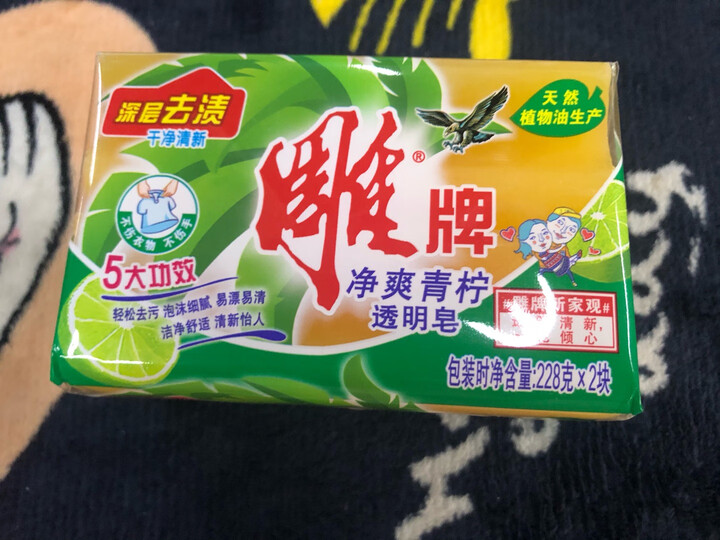 深层去渍
干净清新
天然
植物油生产
雕®牌
不伤衣物 不伤手
5大功效
轻松去污 泡沫细腻 易漂易清
洁净舒适 清新怡人
净爽青柠
透明皂
#雕牌新家观#
清新,
倾心
包装时净含量:228克×2块